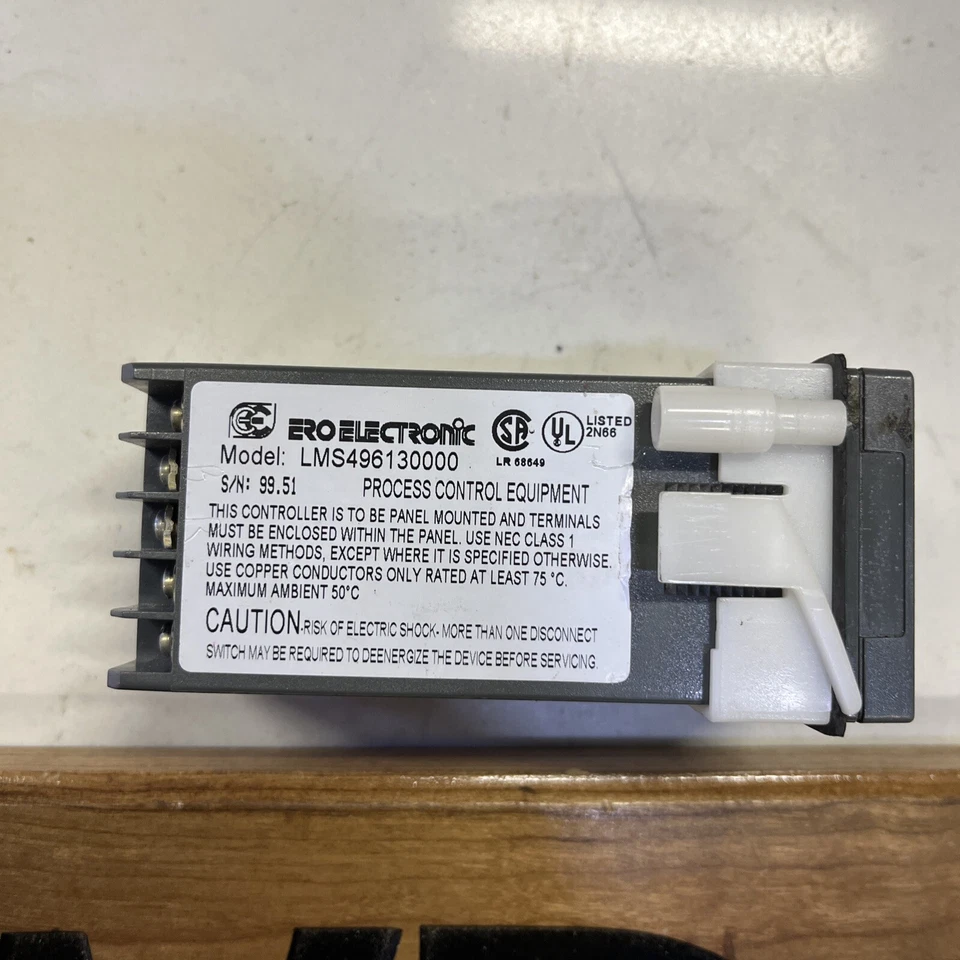 ERO ELECTRONIC
SA
UL
LISTED
2N66
LR 68649
Model: LMS496130000
S/N: 99.51 PROCESS CONTROL EQUIPMENT
THIS CONTROLLER IS TO BE PANEL MOUNTED AND TERMINALS
MUST BE ENCLOSED WITHIN THE PANEL. USE NEC CLASS 1
WIRING METHODS, EXCEPT WHERE IT IS SPECIFIED OTHERWISE.
USE COPPER CONDUCTORS ONLY RATED AT LEAST 75 °C.
MAXIMUM AMBIENT 50°C
CAUTION-RISK OF ELECTRIC SHOCK- MORE THAN ONE DISCONNECT
SWITCH MAY BE REQUIRED TO DEENERGIZE THE DEVICE BEFORE SERVICING.